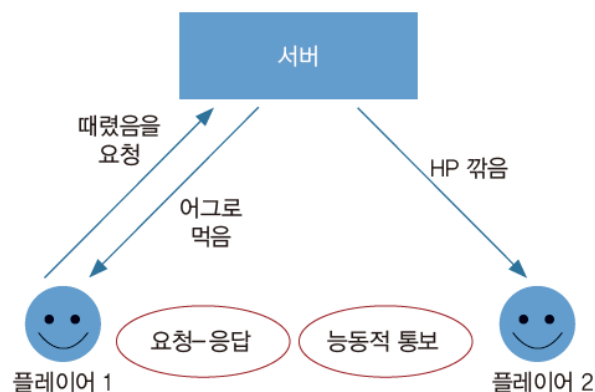 서버
때렸음을
요청
어그로
먹음
HP 깎음
요청-응답
능동적 통보
플레이어 1
플레이어 2